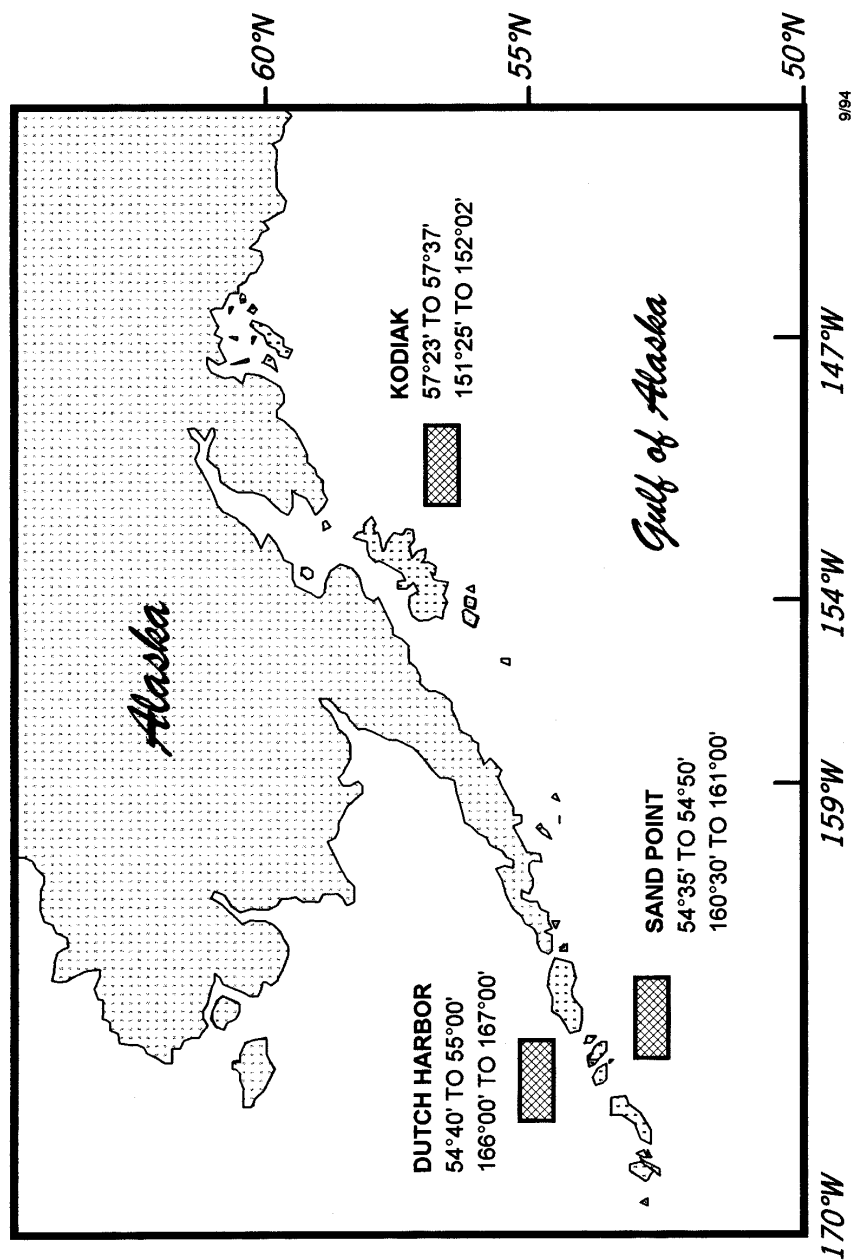 Alaska
60°N
KODIAK
57°23' TO 57°37'
151°25' TO 152°02'
DUTCH HARBOR
54°40' TO 55°00'
166°00' TO 167°00'
55°N
SAND POINT
54°35' TO 54°50'
160°30' TO 161°00'
Gulf of Alaska
50°N
170°W
159°W
154°W
147°W
9/94